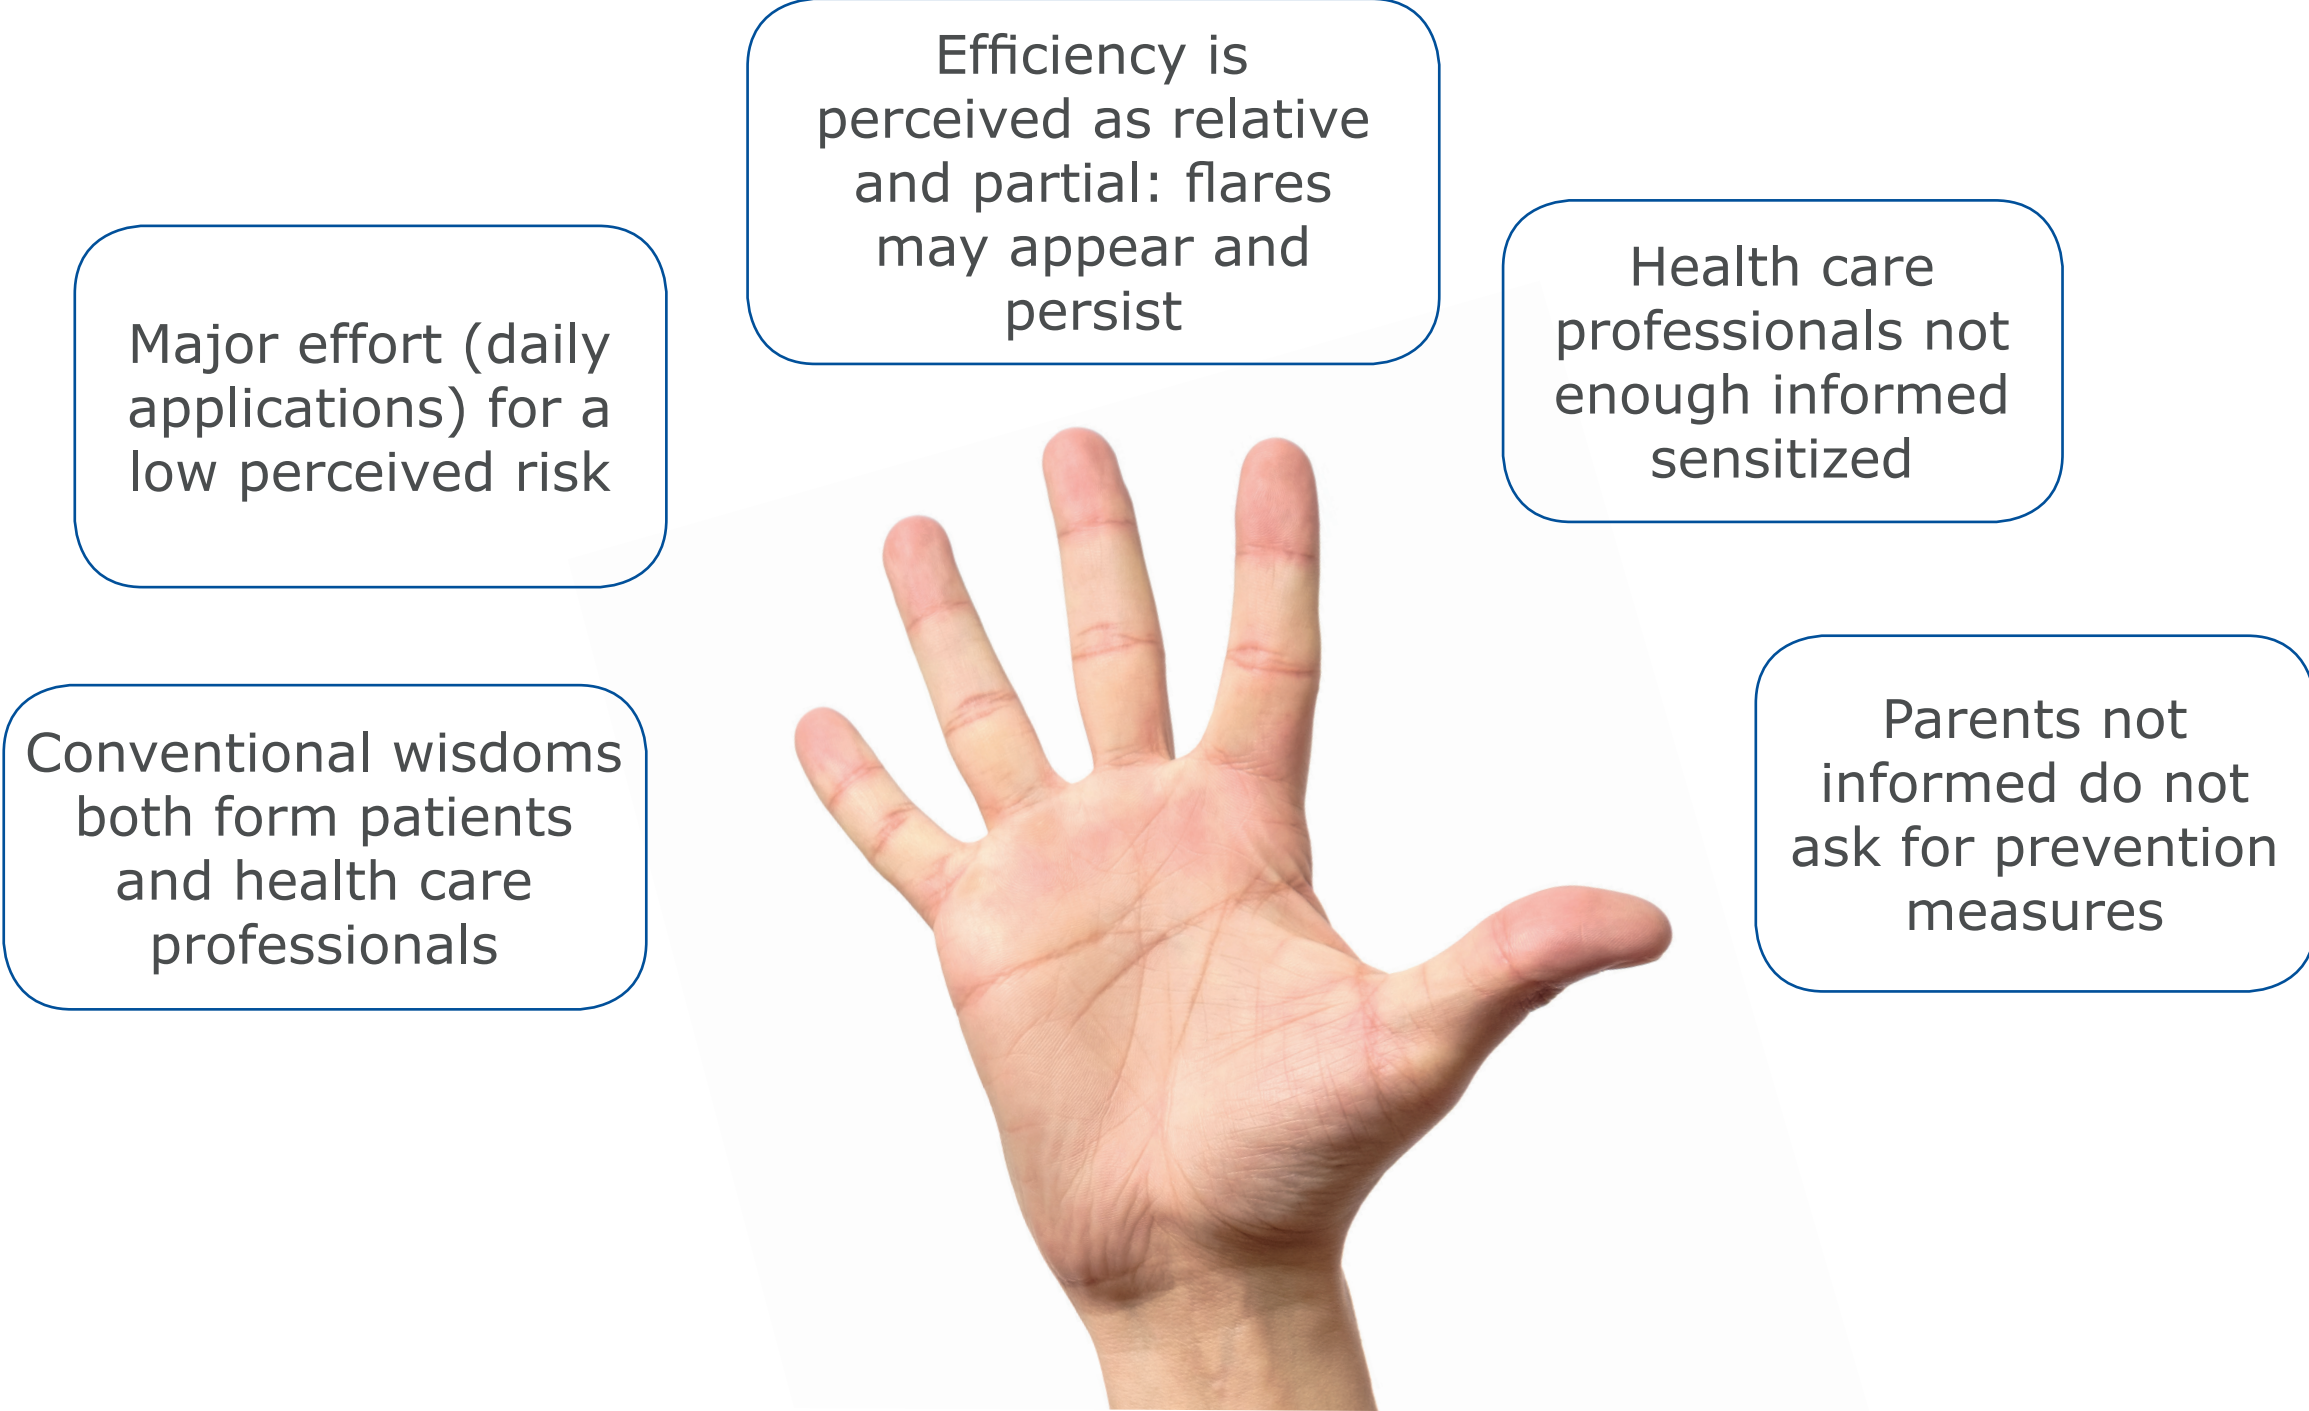 Efficiency is
perceived as relative
and partial: flares
may appear and
persist
Major effort (daily
applications) for a
low perceived risk
Health care
professionals not
enough informed
sensitized
Conventional wisdoms
both form patients
and health care
professionals
Parents not
informed do not
ask for prevention
measures